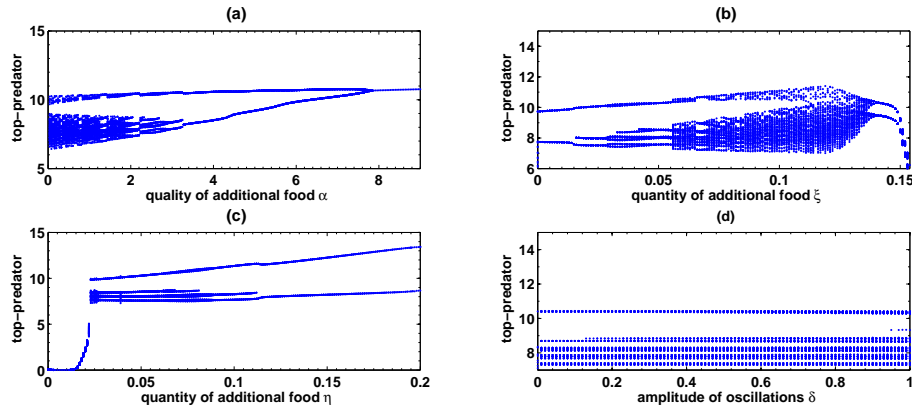 (a)
15
10
5
top-predator
0 2 4 6 8
quality of additional food α
(b)
14
12
10
8
6
top-predator
0 0.05 0.1 0.15
quantity of additional food ξ
(c)
15
10
5
0
top-predator
0 0.05 0.1 0.15 0.2
quantity of additional food η
(d)
14
12
10
8
top-predator
0 0.2 0.4 0.6 0.8 1
amplitude of oscillations δ